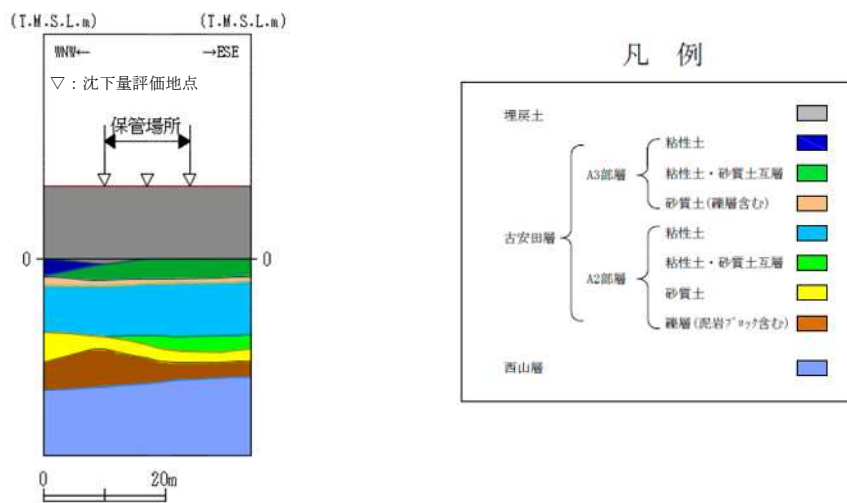 (T.M.S.L.m) (T.M.S.L.m)
WNW← →ESE
▽：沈下量評価地点
保管場所
0 0
0 20m
凡 例
埋戻土
古安田層
A3部層
粘性土
粘性土・砂質土互層
砂質土(礫層含む)
A2部層
粘性土
粘性土・砂質土互層
砂質土
礫層(泥岩ブロック含む)
西山層